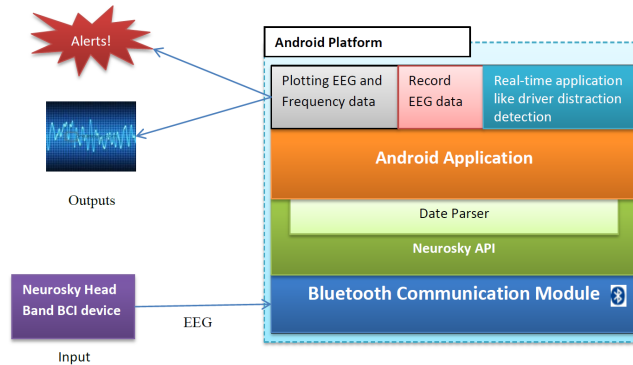 Alerts!
Android Platform
Plotting EEG and
Frequency data
Record
EEG data
Real-time application
like driver distraction
detection
Android Application
Outputs
Date Parser
Neurosky API
Neurosky Head
Band BCI device
Bluetooth Communication Module
EEG
Input